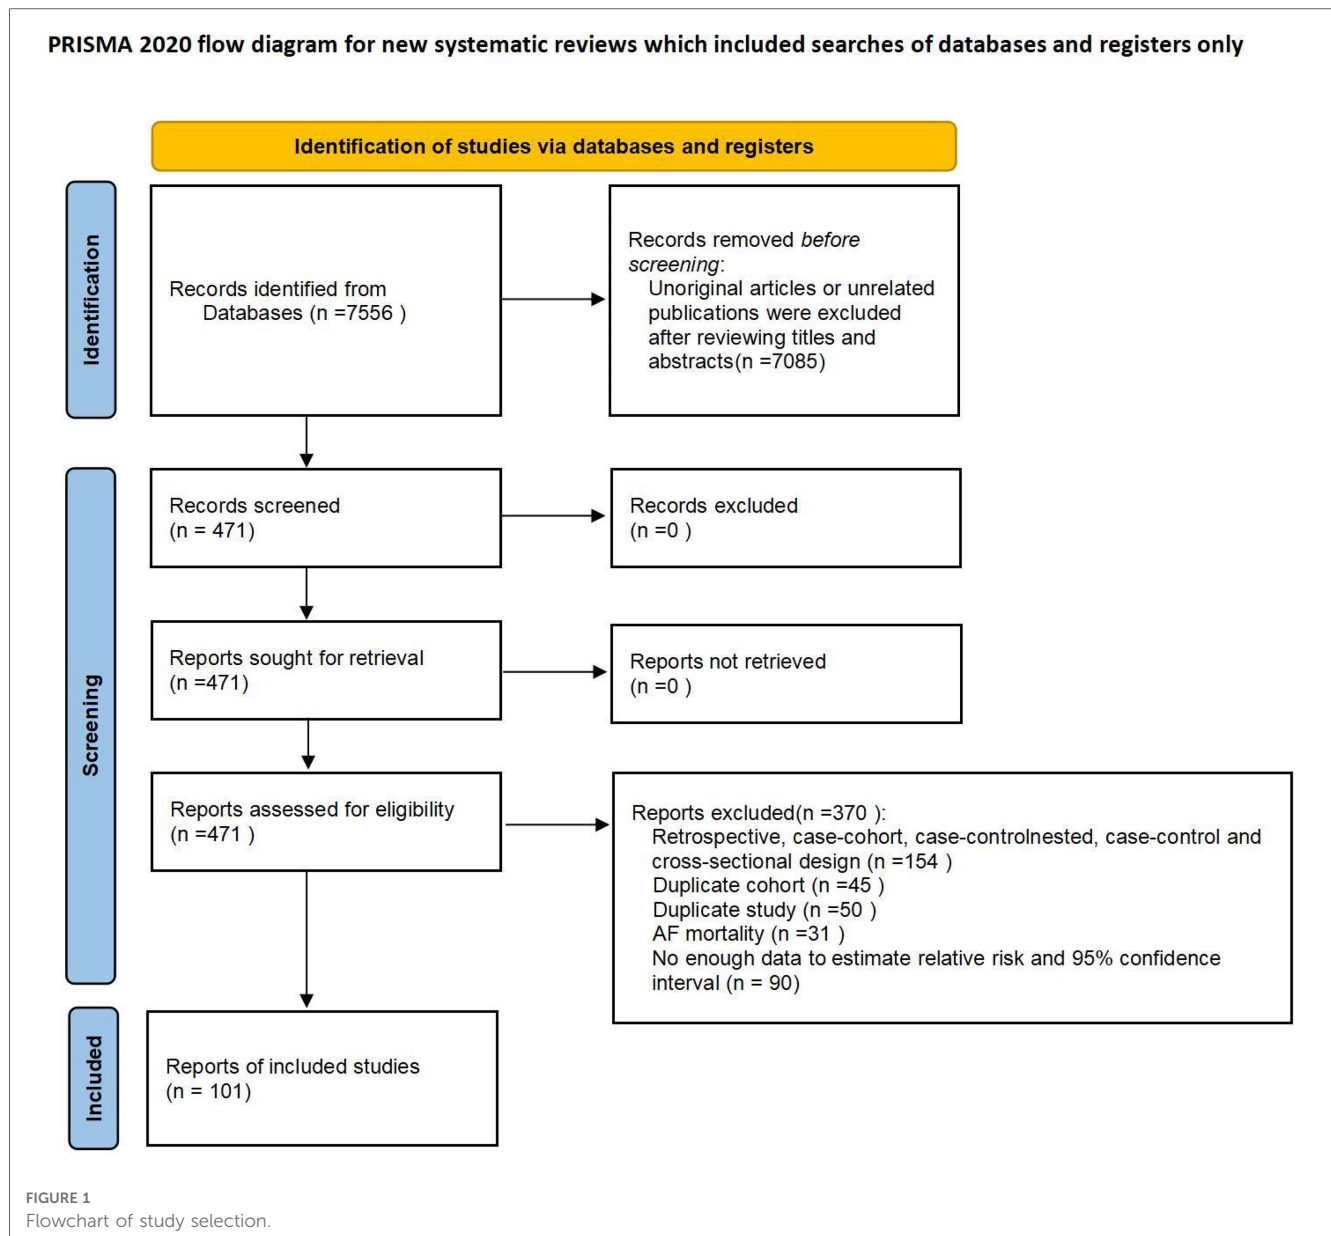 PRISMA 2020 flow diagram for new systematic reviews which included searches of databases and registers only
Identification of studies via databases and registers
Identification
Records identified from
Databases (n =7556 )
Records removed before
screening:
Unoriginal articles or unrelated
publications were excluded
after reviewing titles and
abstracts(n =7085)
Screening
Records screened
(n = 471)
Records excluded
(n =0 )
Reports sought for retrieval
(n =471)
Reports not retrieved
(n =0 )
Reports assessed for eligibility
(n =471 )
Reports excluded(n =370 ):
Retrospective, case-cohort, case-controlnested, case-control and
cross-sectional design (n =154 )
Duplicate cohort (n =45 )
Duplicate study (n =50 )
AF mortality (n =31 )
No enough data to estimate relative risk and 95% confidence
interval (n = 90)
Included
Reports of included studies
(n = 101)
FIGURE 1
Flowchart of study selection.